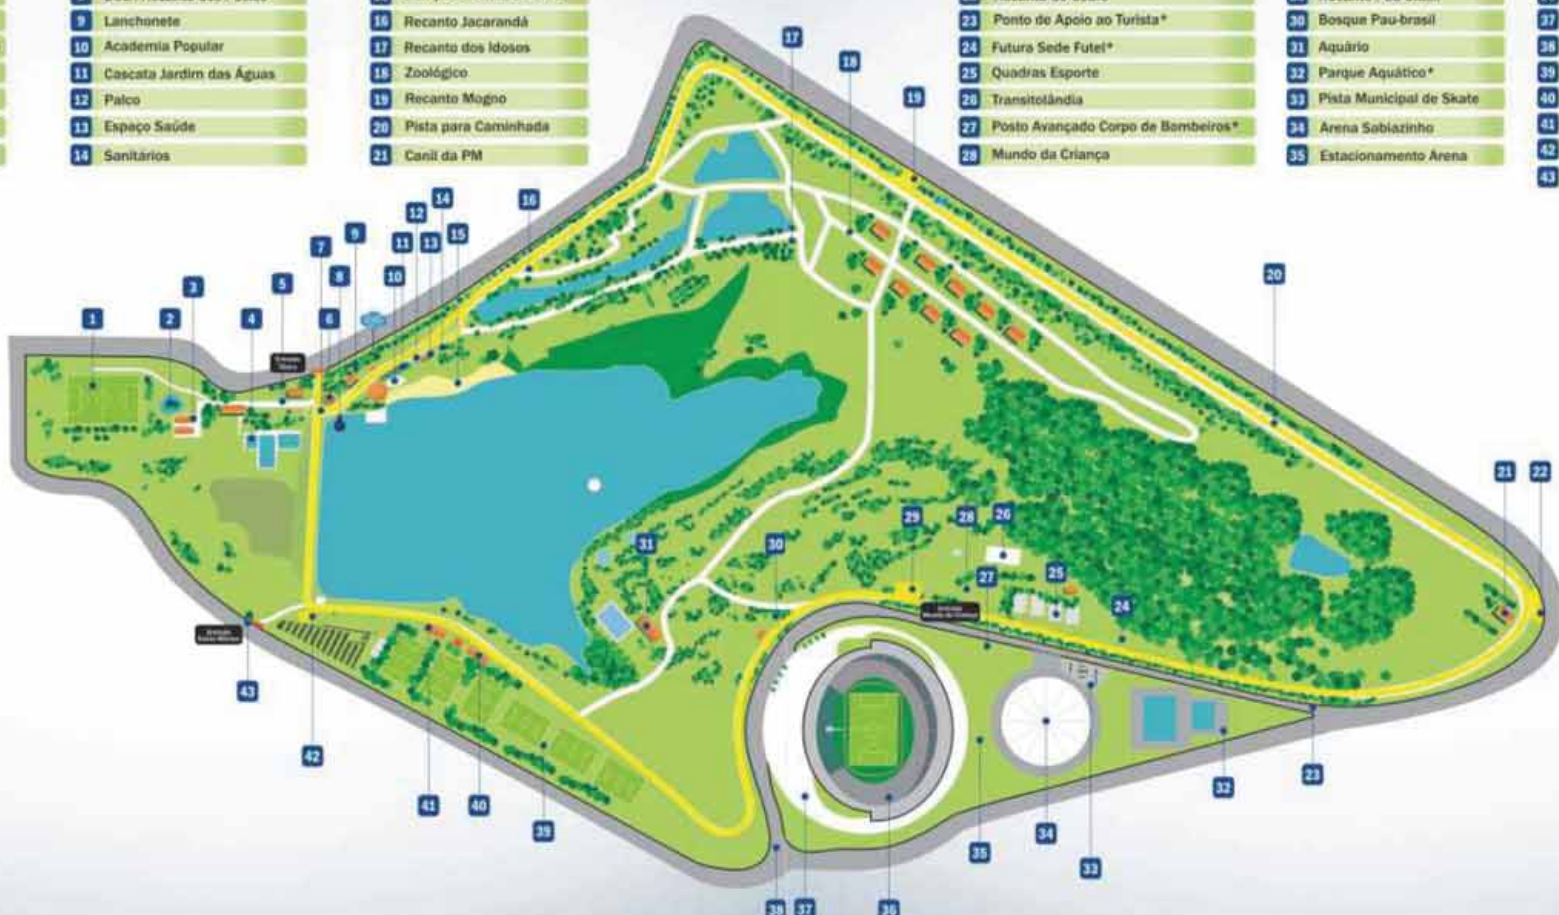 9 Lanchonete
10 Academia Popular
11 Cascata Jardim das Águas
12 Palco
13 Espaço Saúde
14 Sanitários
16 Recanto Jacarandá
17 Recanto dos Idosos
18 Zoológico
19 Recanto Mogno
20 Pista para Caminhada
21 Canil da PM
23 Ponto de Apoio ao Turista*
24 Futura Sede Futel*
25 Quadras Esporte
26 Transitolândia
27 Posto Avançado Corpo de Bombeiros*
28 Mundo da Criança
30 Bosque Pau-brasil
31 Aquário
32 Parque Aquático*
33 Pista Municipal de Skate
34 Arena Sabiazinho
35 Estacionamento Arena
37
38
39
40
41
42
43
17
18
19
14
16
12
9
11
13
15
7
8
10
3
5
20
1
2
4
6
Entrada
21
22
29
28
26
31
30
27
25
24
Entrada
Mundo da Criança
Entrada
43
42
41
40
39
23
32
34
35
33
38
37
36